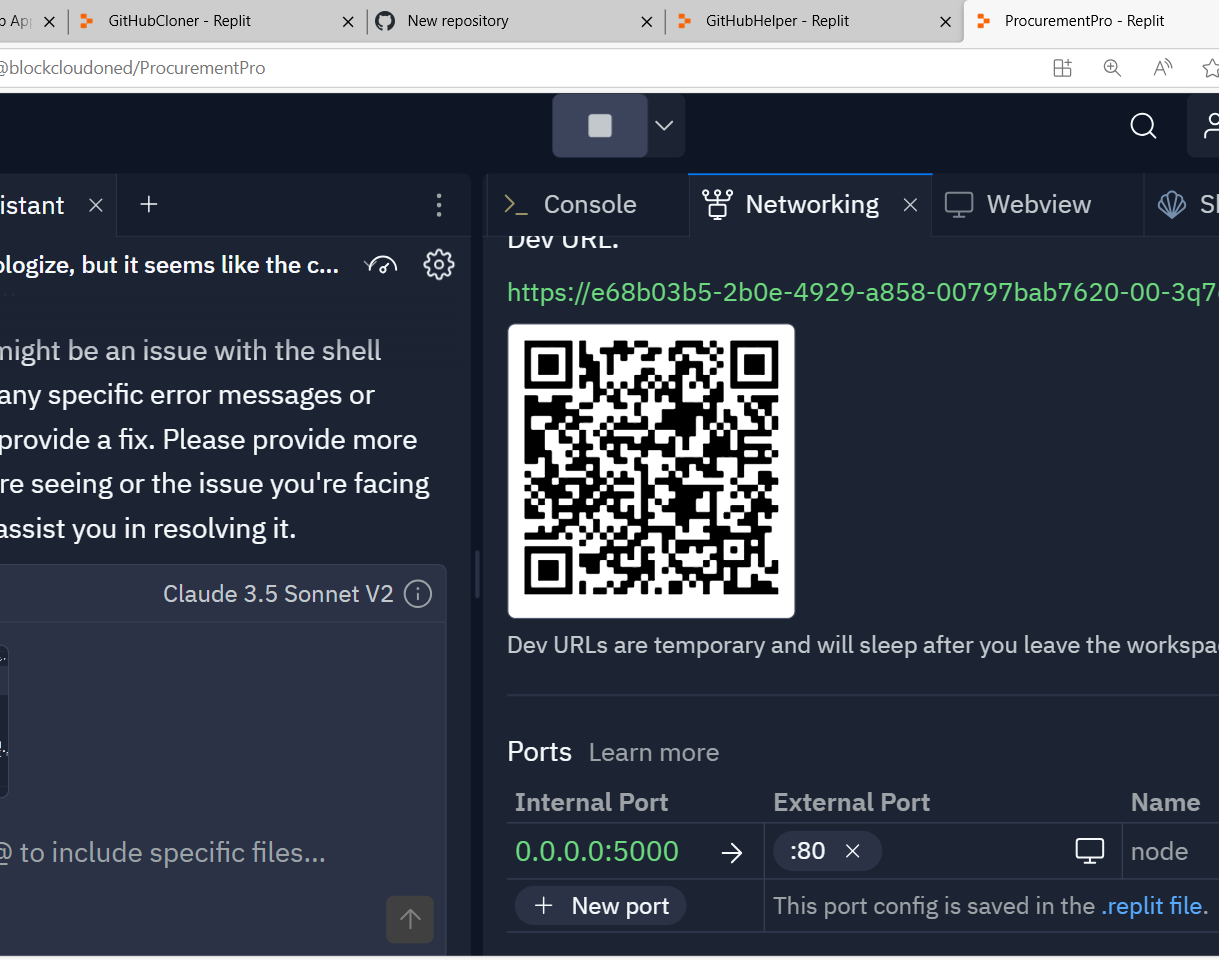 GitHubCloner - Replit
New repository
GitHubHelper - Replit
ProcurementPro - Replit
@blockcloudoned/ProcurementPro
istant
ologize, but it seems like the c...
might be an issue with the shell
any specific error messages or
provide a fix. Please provide more
re seeing or the issue you're facing
assist you in resolving it.
Claude 3.5 Sonnet V2
@ to include specific files...
Console
Networking
Webview
Dev URL:
https://e68b03b5-2b0e-4929-a858-00797bab7620-00-3q7
Dev URLs are temporary and will sleep after you leave the workspa
Ports Learn more
Internal Port External Port Name
0.0.0.0:5000 → :80 node
+ New port This port config is saved in the .replit file.